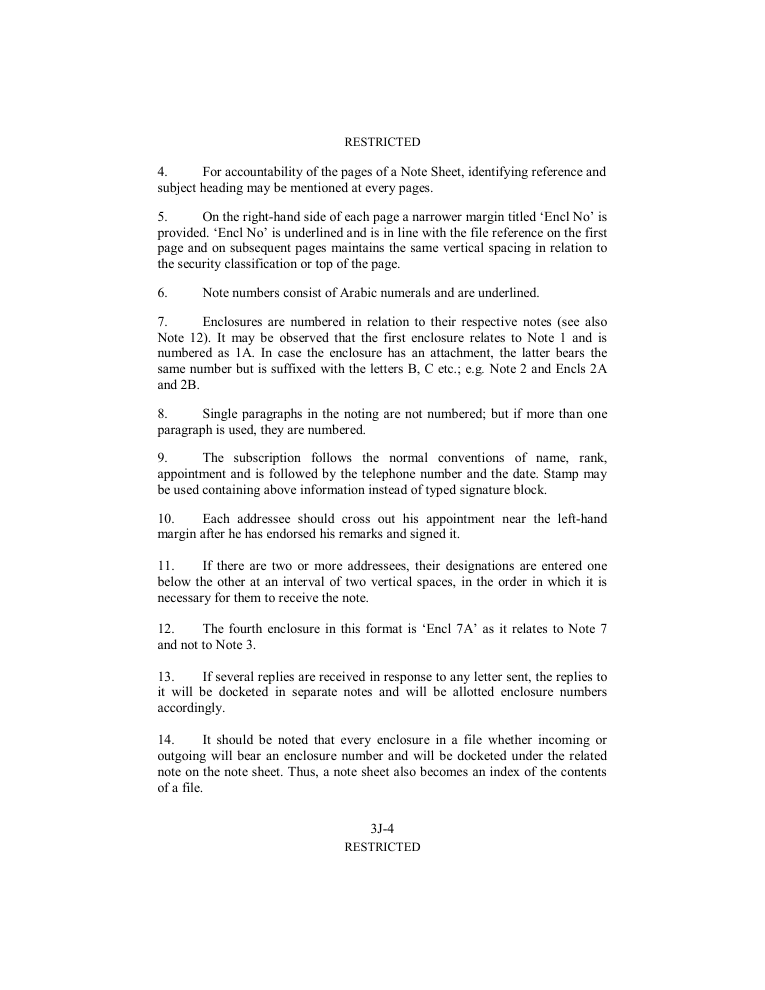 RESTRICTED
4. For accountability of the pages of a Note Sheet, identifying reference and
subject heading may be mentioned at every pages.
5. On the right-hand side of each page a narrower margin titled ‘Encl No’ is
provided. ‘Encl No’ is underlined and is in line with the file reference on the first
page and on subsequent pages maintains the same vertical spacing in relation to
the security classification or top of the page.
6. Note numbers consist of Arabic numerals and are underlined.
7. Enclosures are numbered in relation to their respective notes (see also
Note 12). It may be observed that the first enclosure relates to Note 1 and is
numbered as 1A. In case the enclosure has an attachment, the latter bears the
same number but is suffixed with the letters B, C etc.; e.g. Note 2 and Encls 2A
and 2B.
8. Single paragraphs in the noting are not numbered; but if more than one
paragraph is used, they are numbered.
9. The subscription follows the normal conventions of name, rank,
appointment and is followed by the telephone number and the date. Stamp may
be used containing above information instead of typed signature block.
10. Each addressee should cross out his appointment near the left-hand
margin after he has endorsed his remarks and signed it.
11. If there are two or more addressees, their designations are entered one
below the other at an interval of two vertical spaces, in the order in which it is
necessary for them to receive the note.
12. The fourth enclosure in this format is ‘Encl 7A’ as it relates to Note 7
and not to Note 3.
13. If several replies are received in response to any letter sent, the replies to
it will be docketed in separate notes and will be allotted enclosure numbers
accordingly.
14. It should be noted that every enclosure in a file whether incoming or
outgoing will bear an enclosure number and will be docketed under the related
note on the note sheet. Thus, a note sheet also becomes an index of the contents
of a file.
3J-4
RESTRICTED